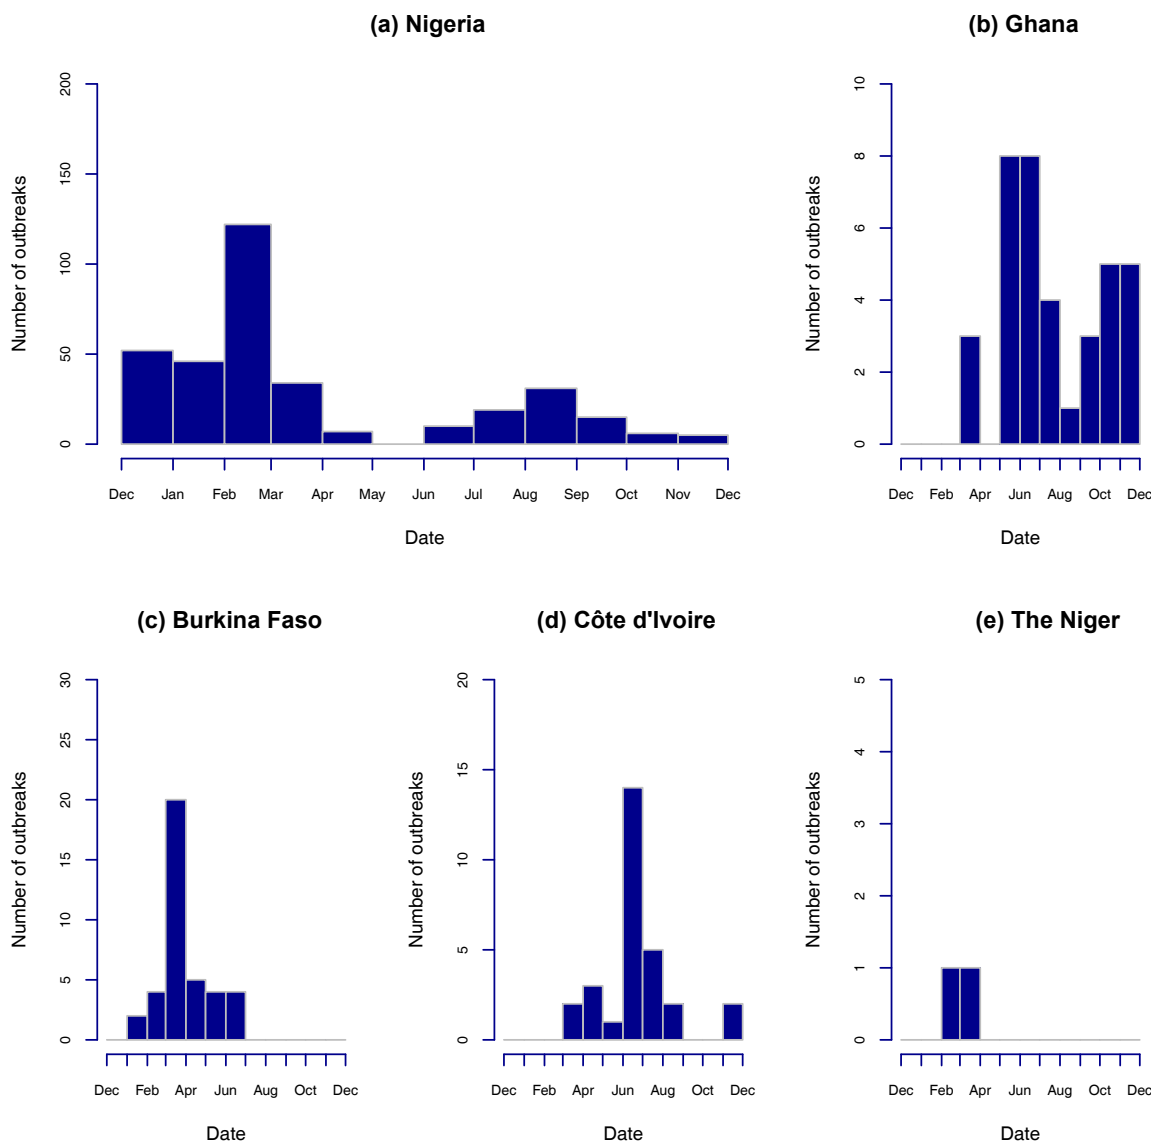 (a) Nigeria
Number of outbreaks
200
150
100
50
0
Dec Jan Feb Mar Apr May Jun Jul Aug Sep Oct Nov Dec
Date
(b) Ghana
Number of outbreaks
10
8
6
4
2
0
Dec Feb Apr Jun Aug Oct Dec
Date
(c) Burkina Faso
Number of outbreaks
30
25
20
15
10
5
0
Dec Feb Apr Jun Aug Oct Dec
Date
(d) Côte d'Ivoire
Number of outbreaks
20
15
10
5
0
Dec Feb Apr Jun Aug Oct Dec
Date
(e) The Niger
Number of outbreaks
5
4
3
2
1
0
Dec Feb Apr Jun Aug Oct Dec
Date